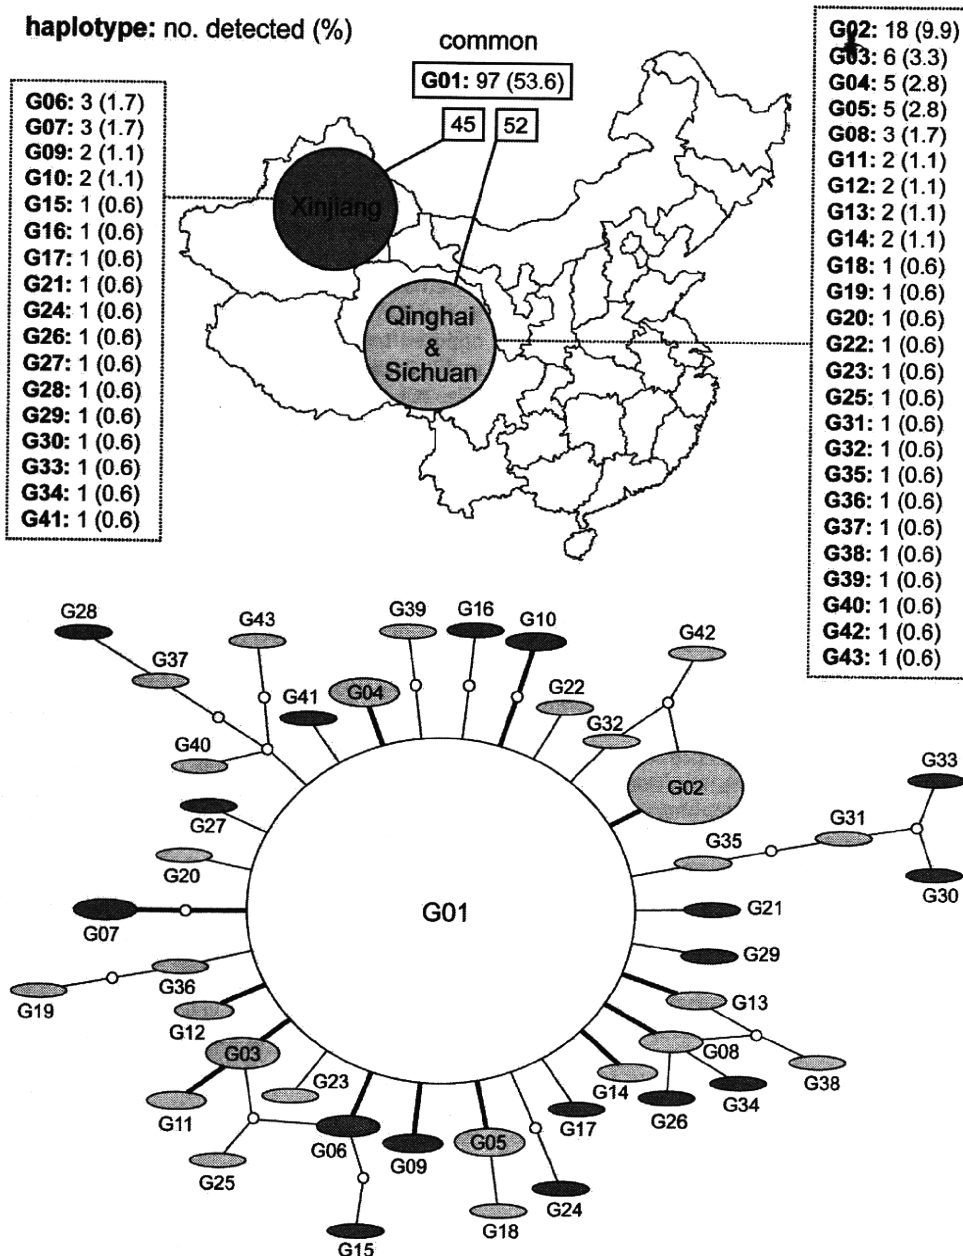 haplotype: no. detected (%)
common
G01: 97 (53.6)
45
52
G06: 3 (1.7)
G07: 3 (1.7)
G09: 2 (1.1)
G10: 2 (1.1)
G15: 1 (0.6)
G16: 1 (0.6)
G17: 1 (0.6)
G21: 1 (0.6)
G24: 1 (0.6)
G26: 1 (0.6)
G27: 1 (0.6)
G28: 1 (0.6)
G29: 1 (0.6)
G30: 1 (0.6)
G33: 1 (0.6)
G34: 1 (0.6)
G41: 1 (0.6)
Xinjiang
Qinghai
&
Sichuan
G02: 18 (9.9)
G03: 6 (3.3)
G04: 5 (2.8)
G05: 5 (2.8)
G08: 3 (1.7)
G11: 2 (1.1)
G12: 2 (1.1)
G13: 2 (1.1)
G14: 2 (1.1)
G18: 1 (0.6)
G19: 1 (0.6)
G20: 1 (0.6)
G22: 1 (0.6)
G23: 1 (0.6)
G25: 1 (0.6)
G31: 1 (0.6)
G32: 1 (0.6)
G35: 1 (0.6)
G36: 1 (0.6)
G37: 1 (0.6)
G38: 1 (0.6)
G39: 1 (0.6)
G40: 1 (0.6)
G42: 1 (0.6)
G43: 1 (0.6)
G28
G43
G39
G16
G10
G42
G37
G41
G04
G22
G32
G40
G02
G33
G27
G35
G31
G20
G30
G07
G01
G21
G29
G19
G36
G12
G13
G03
G08
G38
G11
G23
G14
G34
G26
G25
G06
G09
G05
G17
G15
G18
G24